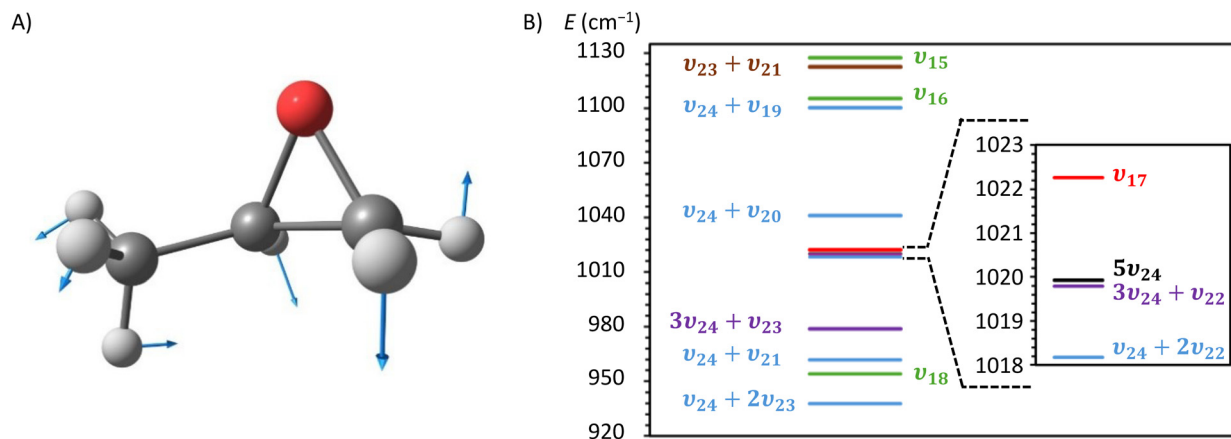 A)
B) E (cm⁻¹)
1130
1100
1070
1040
1010
980
950
920
υ₂₃ + υ₂₁
υ₁₅
υ₁₆
υ₂₄ + υ₁₉
υ₂₄ + υ₂₀
3υ₂₄ + υ₂₃
υ₂₄ + υ₂₁
υ₁₈
υ₂₄ + 2υ₂₃
1023
1022
1021
1020
1019
1018
υ₁₇
5υ₂₄
3υ₂₄ + υ₂₂
υ₂₄ + 2υ₂₂